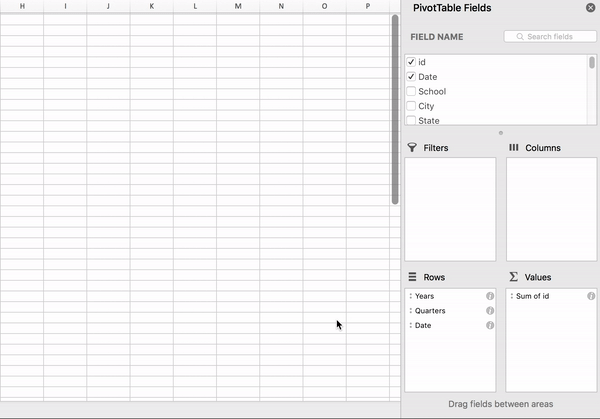 H I J K L M N O P
PivotTable Fields
FIELD NAME
Search fields
id
Date
School
City
State
Filters
Columns
Rows
Values
Years
Quarters
Date
Sum of id
Drag fields between areas